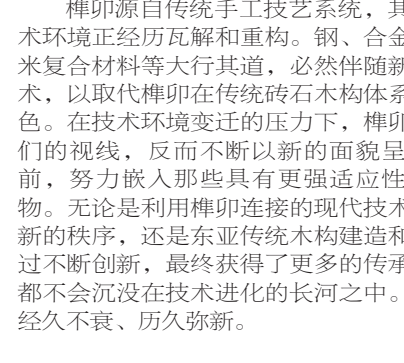 榫卯源自传统手工技艺系统，其
术环境正经历瓦解和重构。钢、合金
米复合材料等大行其道，必然伴随新
术，以取代榫卯在传统砖石木构体系
色。在技术环境变迁的压力下，榫卯
们的视线，反而不断以新的面貌呈
前，努力嵌入那些具有更强适应性
物。无论是利用榫卯连接的现代技术
新的秩序，还是东亚传统木构建造和
过不断创新，最终获得了更多的传承
都不会沉没在技术进化的长河之中。
经久不衰、历久弥新。